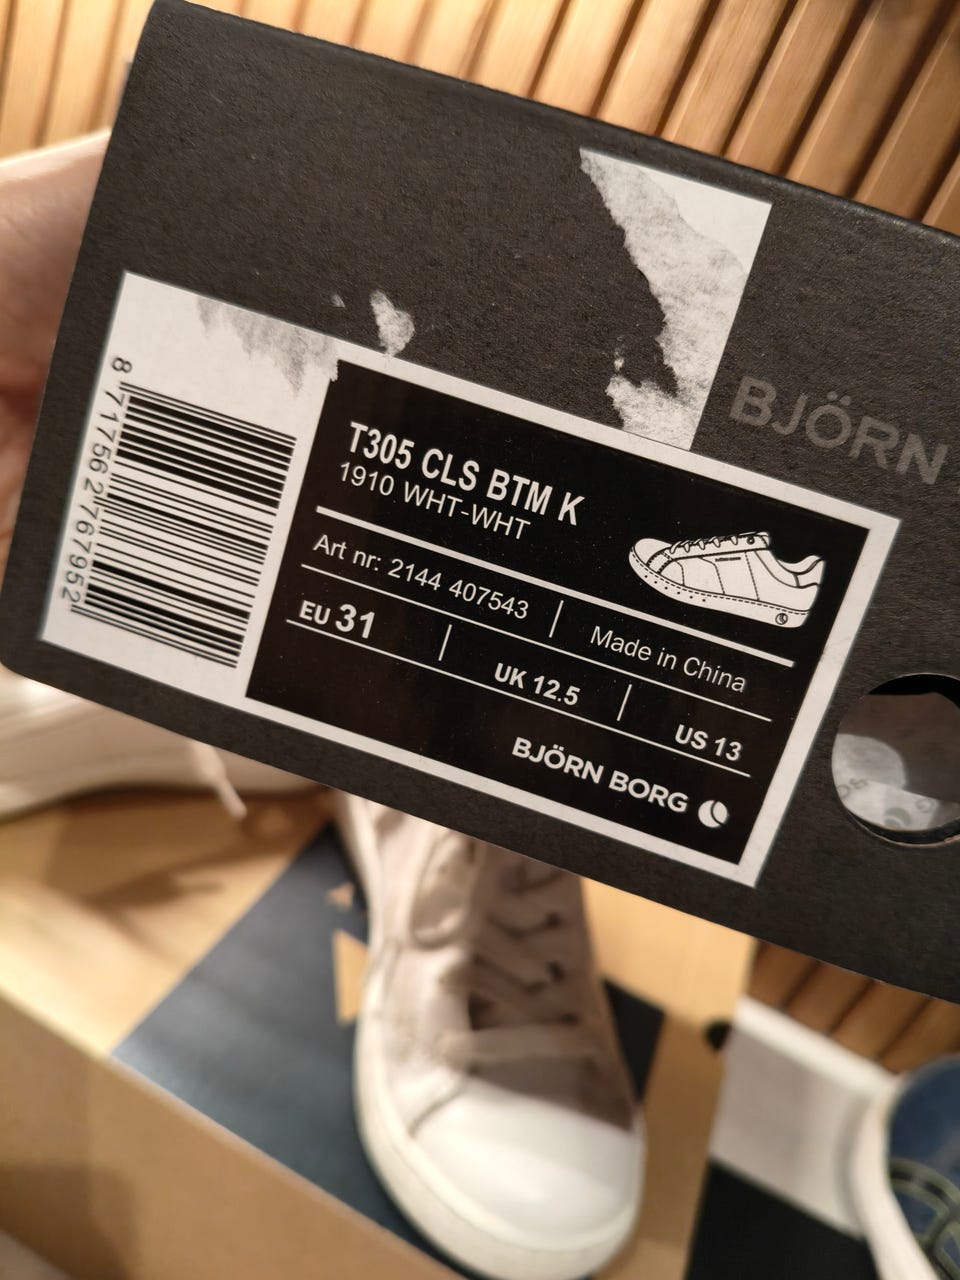 BJÖRN
8 717562 767952
T305 CLS BTM K
1910 WHT-WHT
Art nr: 2144 407543 | Made in China
EU 31 | UK 12.5 | US 13
BJÖRN BORG